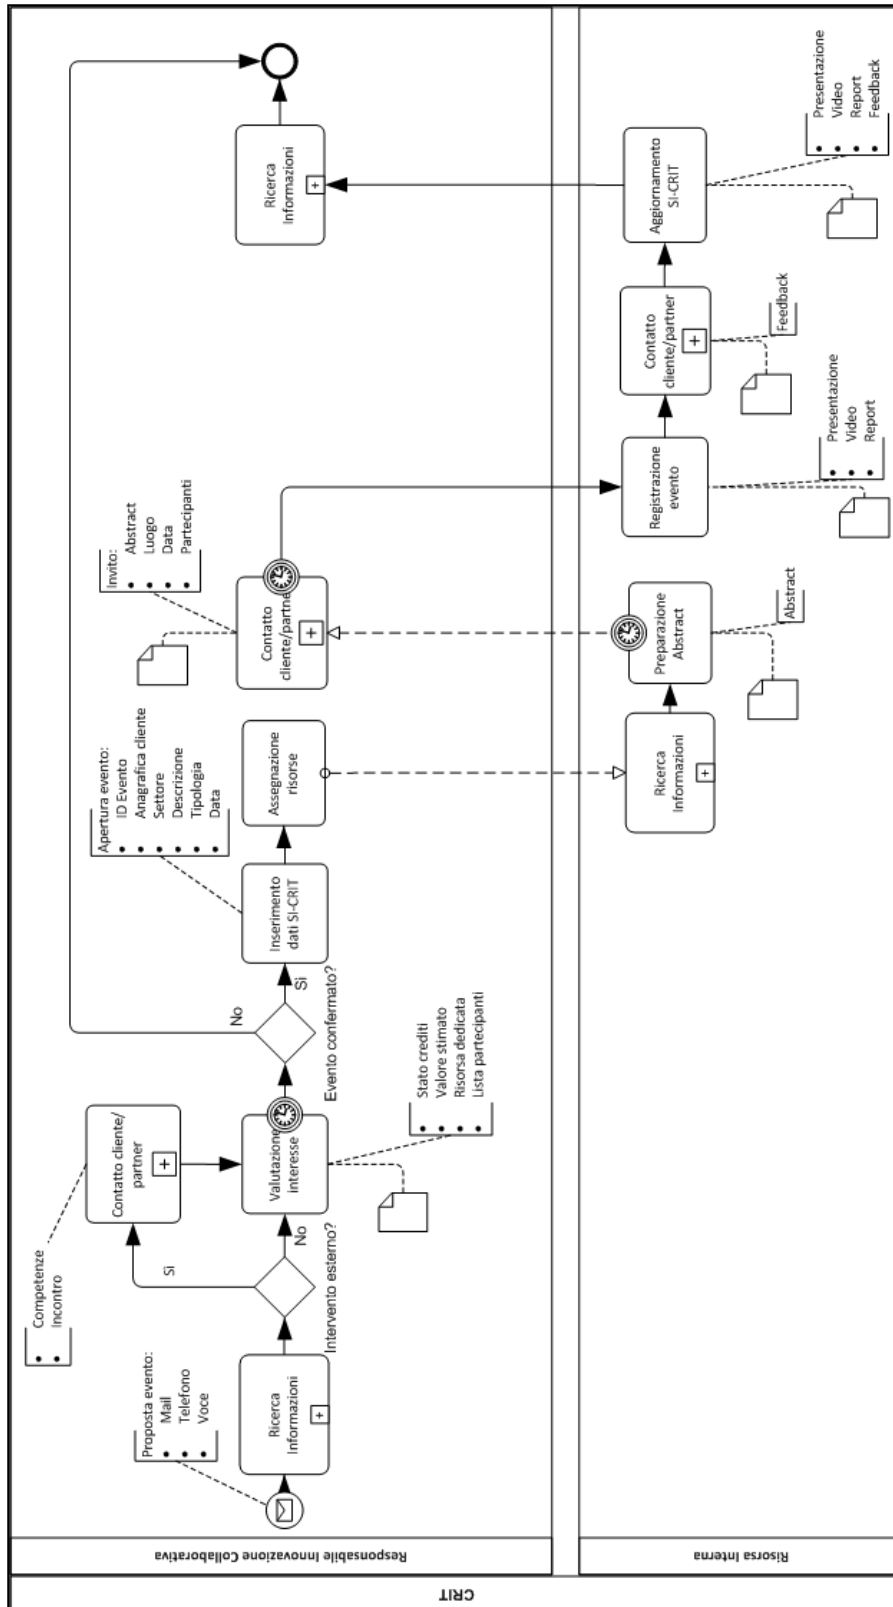 CRIT
Responsabile Innovazione Collaborativa
Proposta evento:
Mail
Telefono
Voce
Ricerca
Informazioni
Intervento esterno?
Si
No
Competenze
Incontro
Contatto cliente/
partner
Valutazione
interesse
Stato crediti
Valore stimato
Risorsa dedicata
Lista partecipanti
Evento confermato?
No
Si
Inserimento
dati SI-CRIT
Apertura evento:
ID Evento
Anagrafica cliente
Settore
Descrizione
Tipologia
Data
Assegnazione
risorse
Contatto
cliente/partner
Invito:
Abstract
Luogo
Data
Partecipanti
Ricerca
Informazioni
Risorsa Interna
Ricerca
Informazioni
Preparazione
Abstract
Abstract
Registrazione
evento
Presentazione
Video
Report
Contatto
cliente/partner
Feedback
Aggiornamento
SI-CRIT
Presentazione
Video
Report
Feedback